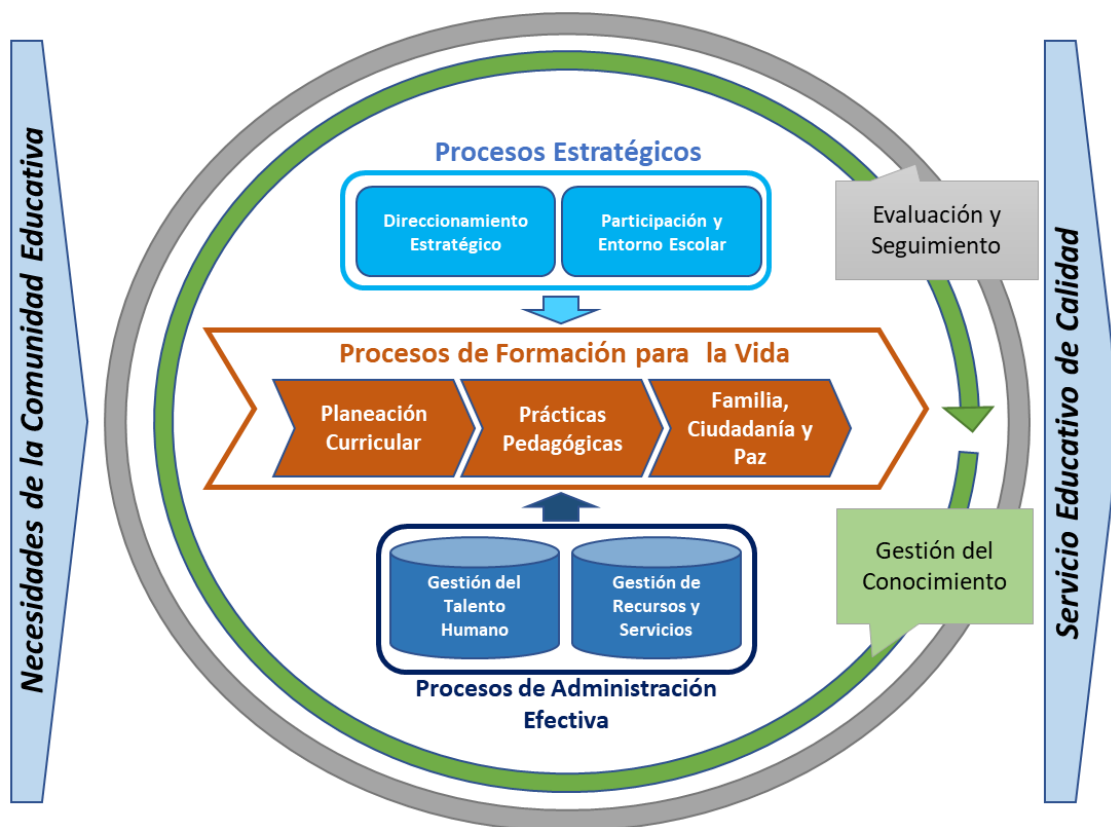 Necesidades de la Comunidad Educativa
Procesos Estratégicos
Direccionamiento
Estratégico
Participación y
Entorno Escolar
Evaluación y
Seguimiento
Procesos de Formación para la Vida
Planeación
Curricular
Prácticas
Pedagógicas
Familia,
Ciudadanía y
Paz
Gestión del
Talento
Humano
Gestión de
Recursos y
Servicios
Procesos de Administración
Efectiva
Gestión del
Conocimiento
Servicio Educativo de Calidad